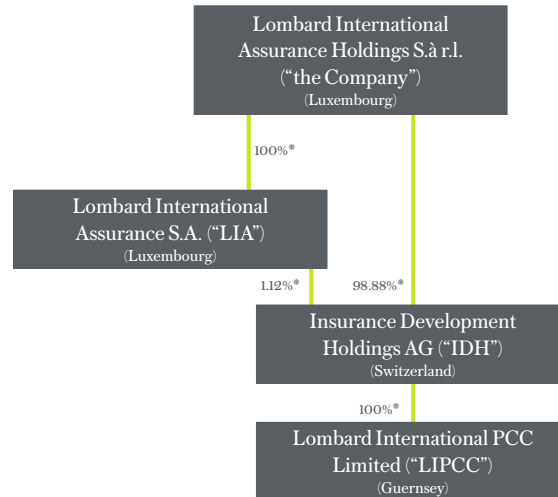 Lombard International
Assurance Holdings S.à r.l.
(“the Company”)
(Luxembourg)
100%*
Lombard International
Assurance S.A. (“LIA”)
(Luxembourg)
1.12%*
98.88%*
Insurance Development
Holdings AG (“IDH”)
(Switzerland)
100%*
Lombard International PCC
Limited (“LIPCC”)
(Guernsey)